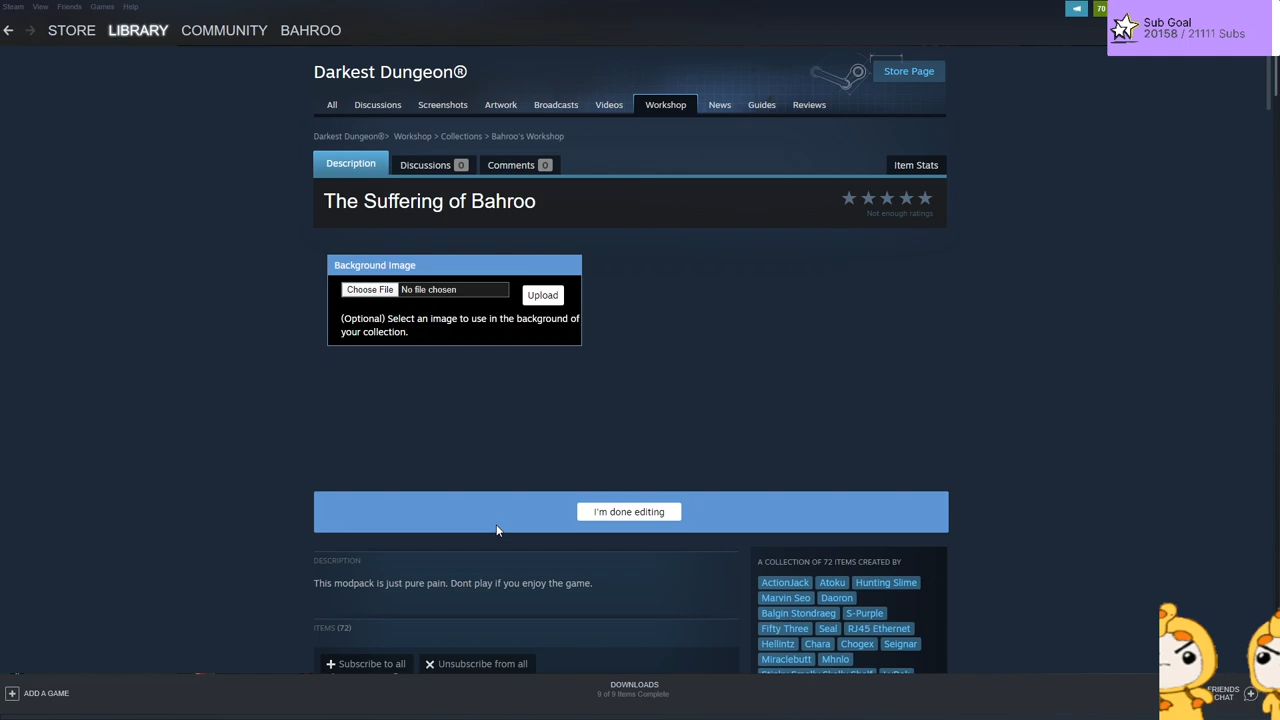 Steam View Friends Games Help
70
Sub Goal
20158 / 21111 Subs
STORE LIBRARY COMMUNITY BAHROO
Darkest Dungeon®
Store Page
All Discussions Screenshots Artwork Broadcasts Videos Workshop News Guides Reviews
Darkest Dungeon®> Workshop > Collections > Bahroo's Workshop
Description Discussions 0 Comments 0 Item Stats
The Suffering of Bahroo
Not enough ratings
Background Image
Choose File No file chosen
Upload
(Optional) Select an image to use in the background of
your collection.
I'm done editing
DESCRIPTION
This modpack is just pure pain. Dont play if you enjoy the game.
ITEMS (72)
Subscribe to all Unsubscribe from all
A COLLECTION OF 72 ITEMS CREATED BY
ActionJack Atoku Hunting Slime
Marvin Seo Daoron
Balgin Stondraeg S-Purple
Fifty Three Seal RJ45 Ethernet
Hellintz Chara Chogex Seignar
Miraclebutt Mhnlo
ADD A GAME
DOWNLOADS
9 of 9 Items Complete
FRIENDS
CHAT